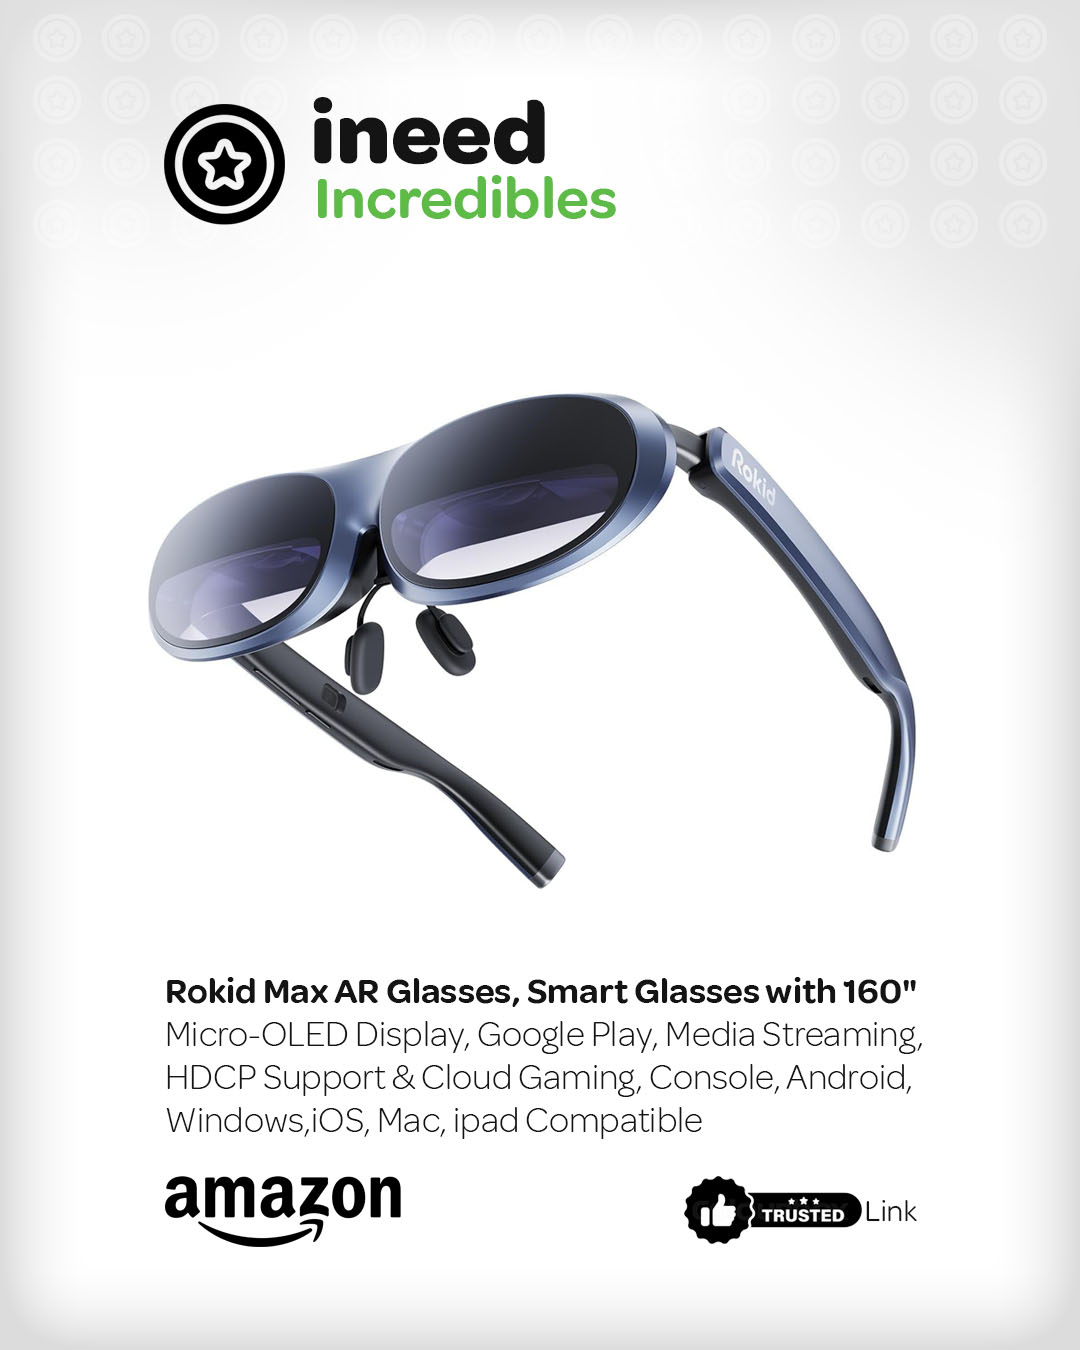 ineed
Incredibles
Rokid
Rokid Max AR Glasses, Smart Glasses with 160"
Micro-OLED Display, Google Play, Media Streaming,
HDCP Support & Cloud Gaming, Console, Android,
Windows,iOS, Mac, ipad Compatible
amazon
TRUSTED Link